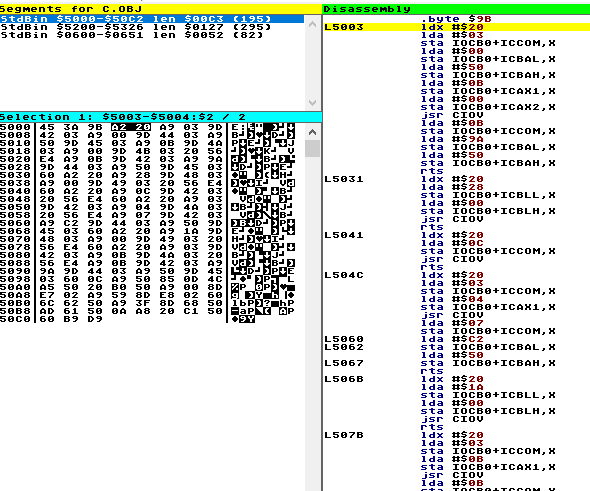 Segments for C.OBJ
StdBin $5000-$50C2 len $00C3 (195)
StdBin $5200-$5326 len $0127 (295)
StdBin $0600-$0651 len $0052 (82)
Selection 1: $5003-$5004:$2 / 2
5000 45 3A 9B A2 20 A9 03 9D
5008 42 03 A9 00 9D 44 03 A9
5010 50 9D 45 03 A9 0B 9D 4A
5018 03 A9 00 9D 4B 03 20 56
5020 E4 A9 0B 9D 42 03 A9 9A
5028 9D 44 03 A9 50 9D 45 03
5030 60 A2 20 A9 28 9D 48 03
5038 A9 00 9D 49 03 20 56 E4
5040 60 A2 20 A9 0C 9D 42 03
5048 20 56 E4 60 A2 20 A9 03
5050 9D 42 03 A9 04 9D 4A 03
5058 20 56 E4 A9 07 9D 42 03
5060 A9 C2 9D 44 03 A9 50 9D
5068 45 03 60 A2 20 A9 1A 9D
5070 48 03 A9 00 9D 49 03 20
5078 56 E4 60 A2 20 A9 03 9D
5080 42 03 A9 0B 9D 4A 03 20
5088 56 E4 A9 0B 9D 42 03 A9
5090 9A 9D 44 03 A9 50 9D 45
5098 03 60 0C A9 50 85 0D 4C
50A0 A5 50 20 B0 50 A9 00 8D
50A8 E7 02 A9 59 8D E8 02 60
50B0 6C 62 50 A9 3F 8D 68 50
50B8 AD 61 50 0A A8 20 C1 50
50C0 60 B9 D9
Disassembly
.byte $9B
L5003 ldx #$20
lda #$03
sta IOCB0+ICCOM,X
lda #$00
sta IOCB0+ICBAL,X
lda #$50
sta IOCB0+ICBAH,X
lda #$0B
sta IOCB0+ICAX1,X
lda #$00
sta IOCB0+ICAX2,X
jsr CIOV
lda #$0B
sta IOCB0+ICCOM,X
lda #$9A
sta IOCB0+ICBAL,X
lda #$50
sta IOCB0+ICBAH,X
rts
L5031 ldx #$20
lda #$28
sta IOCB0+ICBLL,X
lda #$00
sta IOCB0+ICBLH,X
jsr CIOV
rts
L5041 ldx #$20
lda #$0C
sta IOCB0+ICCOM,X
jsr CIOV
rts
L504C ldx #$20
lda #$03
sta IOCB0+ICCOM,X
lda #$04
sta IOCB0+ICAX1,X
jsr CIOV
lda #$07
sta IOCB0+ICCOM,X
L5060 lda #$C2
L5062 sta IOCB0+ICBAL,X
lda #$50
L5067 sta IOCB0+ICBAH,X
rts
L506B ldx #$20
lda #$1A
sta IOCB0+ICBLL,X
lda #$00
sta IOCB0+ICBLH,X
jsr CIOV
rts
L507B ldx #$20
lda #$03
sta IOCB0+ICCOM,X
lda #$0B
sta IOCB0+ICAX1,X
jsr CIOV
lda #$0B
sta IOCB0+ICCOM,X